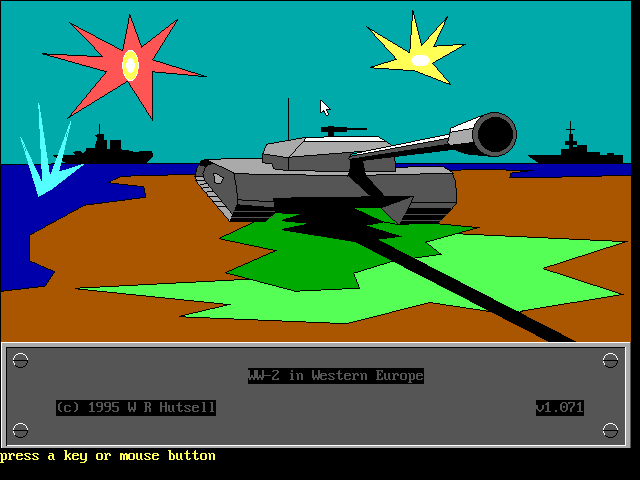 WW-2 in Western Europe
(c) 1995 W R Hutsell v1.071
press a key or mouse button